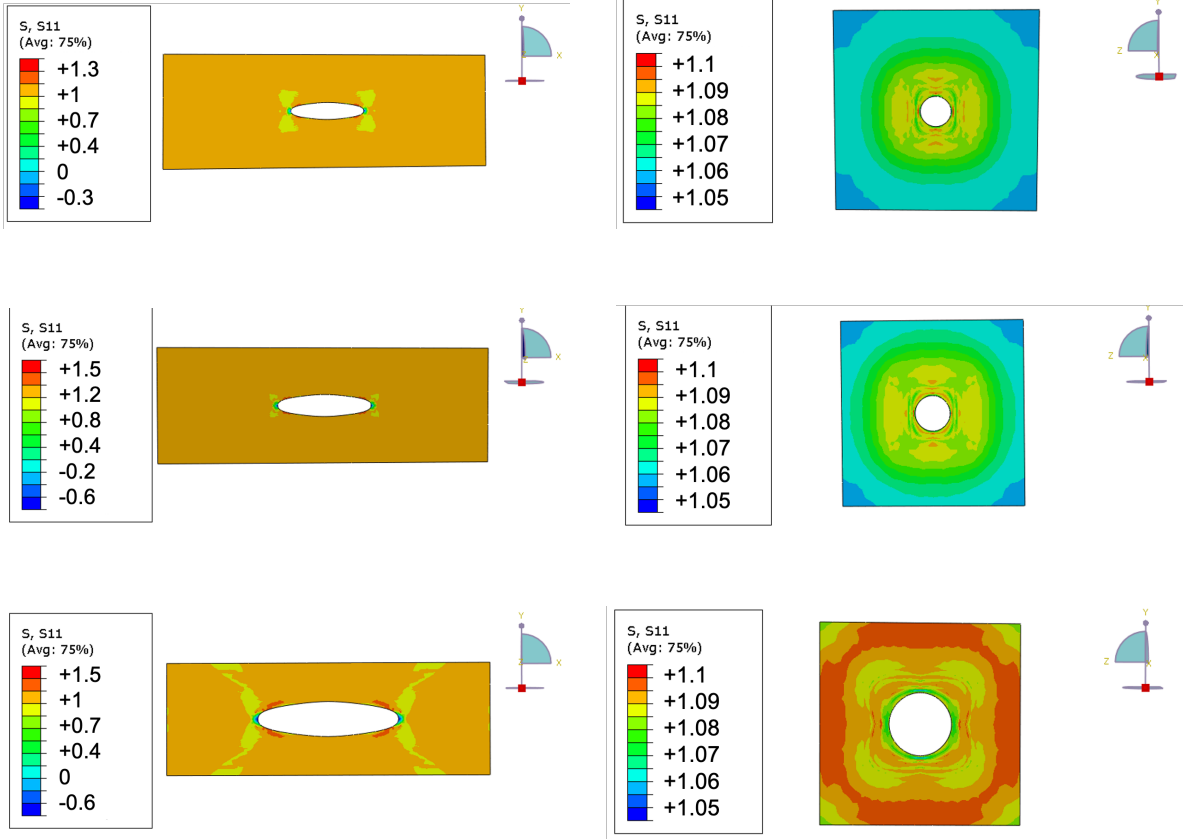 S, S11
(Avg: 75%)
+1.3
+1
+0.7
+0.4
0
-0.3
Y
X
S, S11
(Avg: 75%)
+1.1
+1.09
+1.08
+1.07
+1.06
+1.05
Y
Z
X
S, S11
(Avg: 75%)
+1.5
+1.2
+0.8
+0.4
-0.2
-0.6
Y
Z
X
S, S11
(Avg: 75%)
+1.1
+1.09
+1.08
+1.07
+1.06
+1.05
Y
Z
X
S, S11
(Avg: 75%)
+1.5
+1
+0.7
+0.4
0
-0.6
Y
Z
X
S, S11
(Avg: 75%)
+1.1
+1.09
+1.08
+1.07
+1.06
+1.05
Y
Z
X